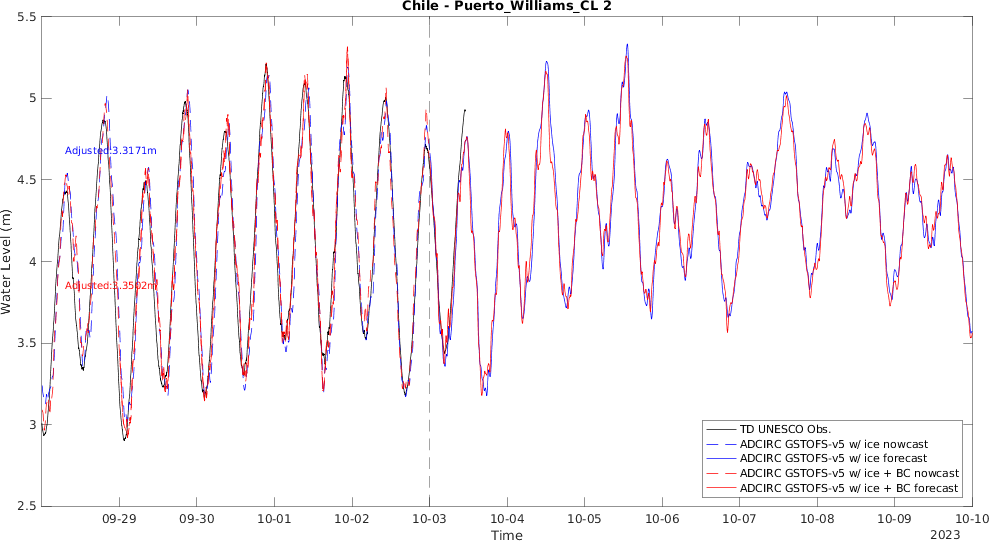 Chile - Puerto_Williams_CL 2
5.5
5
4.5
4
3.5
3
2.5
Water Level (m)
Adjusted:3.3171m
Adjusted:3.3502m
TD UNESCO Obs.
ADCIRC GSTOFS-v5 w/ ice nowcast
ADCIRC GSTOFS-v5 w/ ice forecast
ADCIRC GSTOFS-v5 w/ ice + BC nowcast
ADCIRC GSTOFS-v5 w/ ice + BC forecast
09-29 09-30 10-01 10-02 10-03 10-04 10-05 10-06 10-07 10-08 10-09 10-10
Time
2023